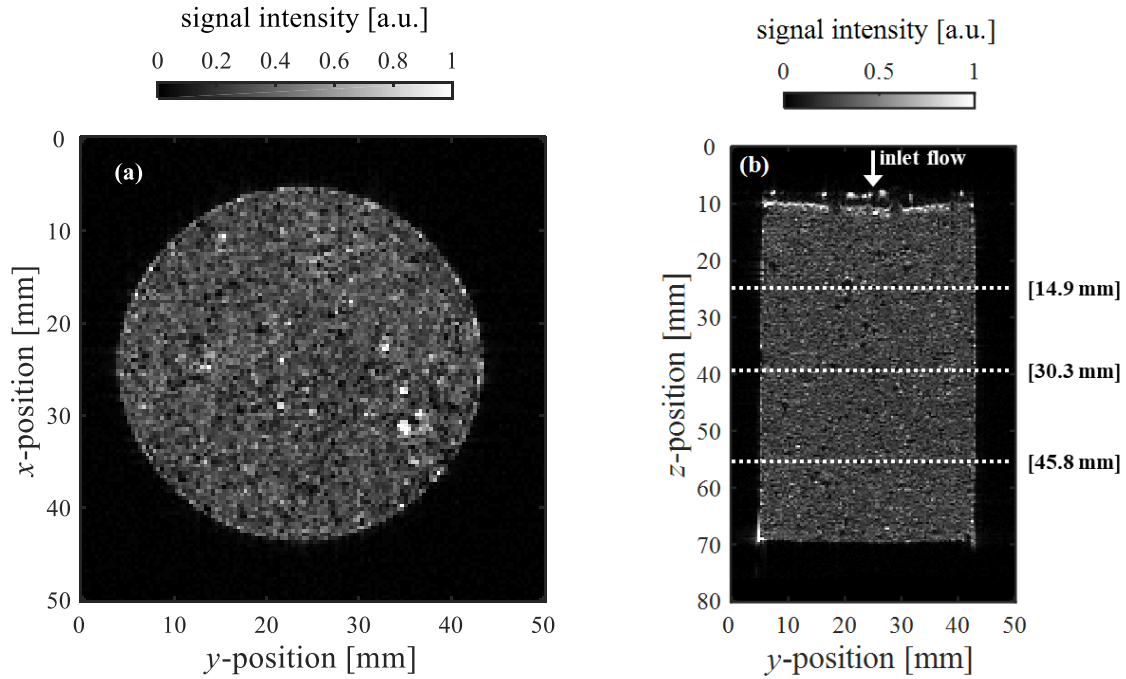 signal intensity [a.u.]
0 0.2 0.4 0.6 0.8 1
(a)
0
10
20
30
40
50
x-position [mm]
0 10 20 30 40 50
y-position [mm]
signal intensity [a.u.]
0 0.5 1
(b)
inlet flow
0
10
20
30
40
50
60
70
80
z-position [mm]
[14.9 mm]
[30.3 mm]
[45.8 mm]
0 10 20 30 40 50
y-position [mm]